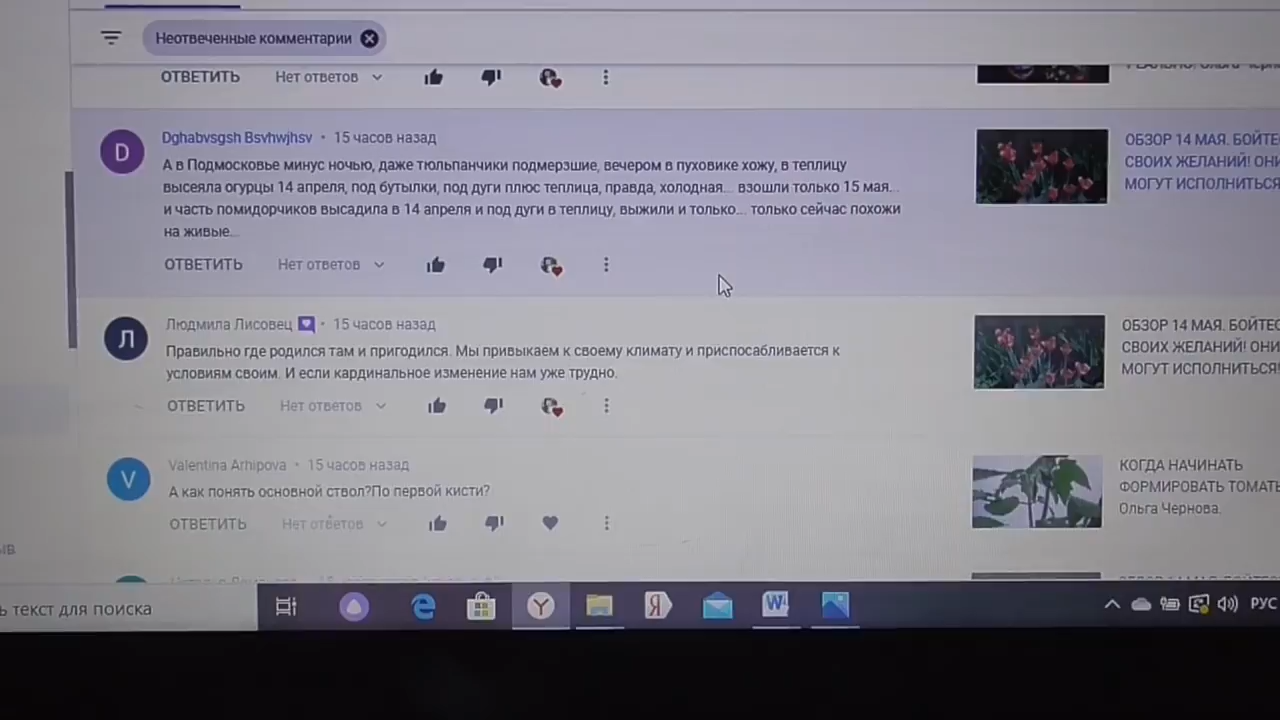 Неотвеченные комментарии
ОТВЕТИТЬ Нет ответов
Dghabvsgsh Bsvhwjhsv • 15 часов назад
А в Подмосковье минус ночью, даже тюльпанчики подмерзшие, вечером в пуховике хожу, в теплицу
высеяла огурцы 14 апреля, под бутылки, под дуги плюс теплица, правда, холодная... взошли только 15 мая...
и часть помидорчиков высадила в 14 апреля и под дуги в теплицу, выжили и только... только сейчас похожи
на живые...
ОТВЕТИТЬ Нет ответов
ОБЗОР 14 МАЯ. БОЙТЕС
СВОИХ ЖЕЛАНИЙ! ОНИ
МОГУТ ИСПОЛНИТЬСЯ
Людмила Лисовец • 15 часов назад
Правильно где родился там и пригодился. Мы привыкаем к своему климату и приспосабливается к
условиям своим. И если кардинальное изменение нам уже трудно.
ОТВЕТИТЬ Нет ответов
ОБЗОР 14 МАЯ. БОЙТЕС
СВОИХ ЖЕЛАНИЙ! ОНИ
МОГУТ ИСПОЛНИТЬСЯ!
Valentina Arhipova • 15 часов назад
А как понять основной ствол?По первой кисти?
ОТВЕТИТЬ Нет ответов
КОГДА НАЧИНАТЬ
ФОРМИРОВАТЬ ТОМАТЬ
Ольга Чернова.
ь текст для поиска
РУС